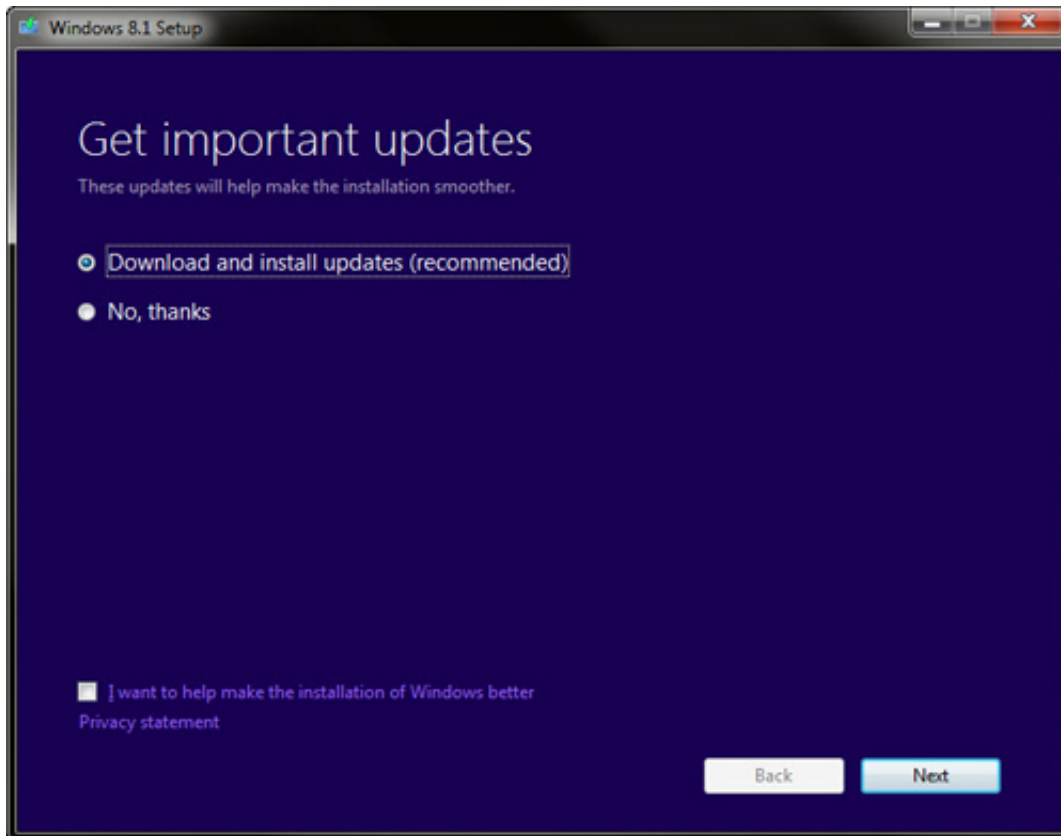 Windows 8.1 Setup
Get important updates
These updates will help make the installation smoother.
Download and install updates (recommended)
No, thanks
I want to help make the installation of Windows better
Privacy statement
Back
Next